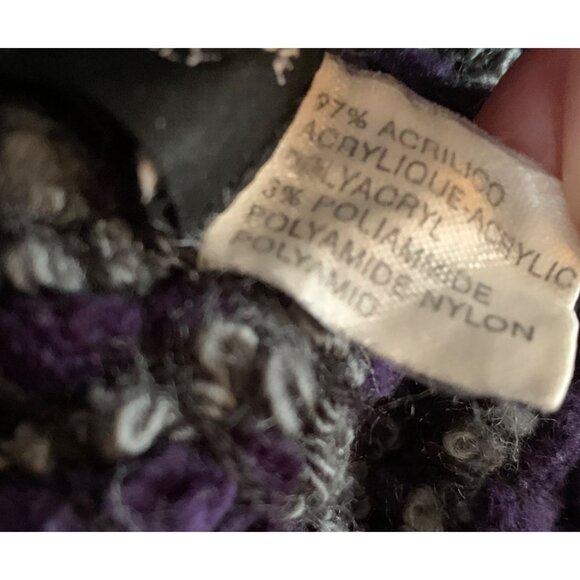 97% ACRILICO
ACRYLIQUE-ACRYLIC
POLYACRYL
3% POLIAMMIDE
POLYAMIDE-NYLON
POLYAMID